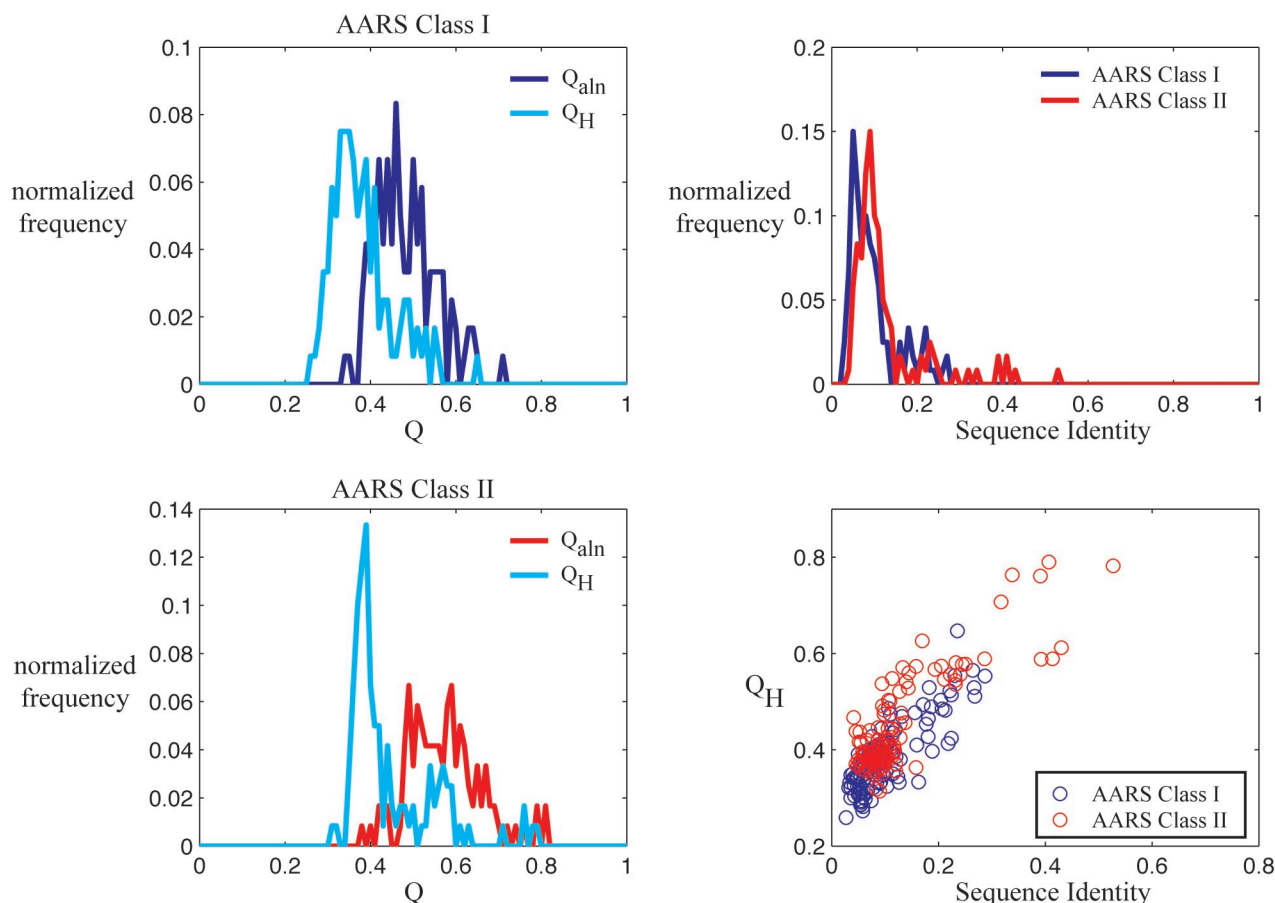 AARS Class I
0.1
0.08
0.06
0.04
0.02
0
normalized
frequency
Q_aln
Q_H
0 0.2 0.4 0.6 0.8 1
Q
0.2
0.15
0.1
0.05
0
normalized
frequency
AARS Class I
AARS Class II
0 0.2 0.4 0.6 0.8 1
Sequence Identity
AARS Class II
0.14
0.12
0.1
0.08
0.06
0.04
0.02
0
normalized
frequency
Q_aln
Q_H
0 0.2 0.4 0.6 0.8 1
Q
0.8
0.6
0.4
0.2
Q_H
AARS Class I
AARS Class II
0 0.2 0.4 0.6 0.8
Sequence Identity